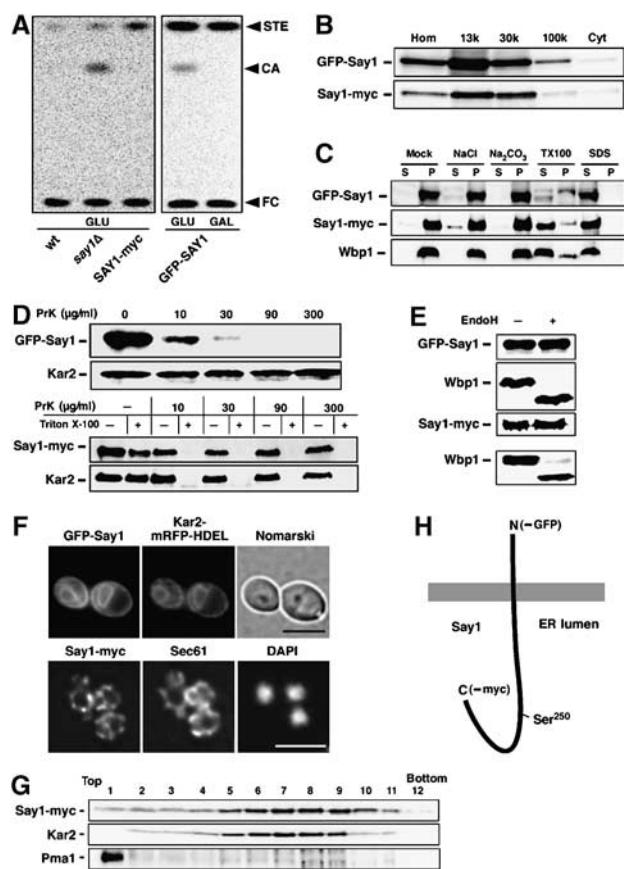 A
STE
CA
FC
GLU
GLU GAL
wt say1Δ SAY1-myc
GFP-SAY1
B
Hom 13k 30k 100k Cyt
GFP-Say1
Say1-myc
C
Mock NaCl Na2CO3 TX100 SDS
S P S P S P S P S P
GFP-Say1
Say1-myc
Wbp1
D
PrK (µg/ml) 0 10 30 90 300
GFP-Say1
Kar2
PrK (µg/ml) – 10 30 90 300
Triton X-100 – + – + – + – + – +
Say1-myc
Kar2
E
EndoH – +
GFP-Say1
Wbp1
Say1-myc
Wbp1
F
GFP-Say1 Kar2-mRFP-HDEL Nomarski
Say1-myc Sec61 DAPI
H
N(–GFP)
Say1 ER lumen
C(–myc)
Ser250
G
Top Bottom
1 2 3 4 5 6 7 8 9 10 11 12
Say1-myc
Kar2
Pma1